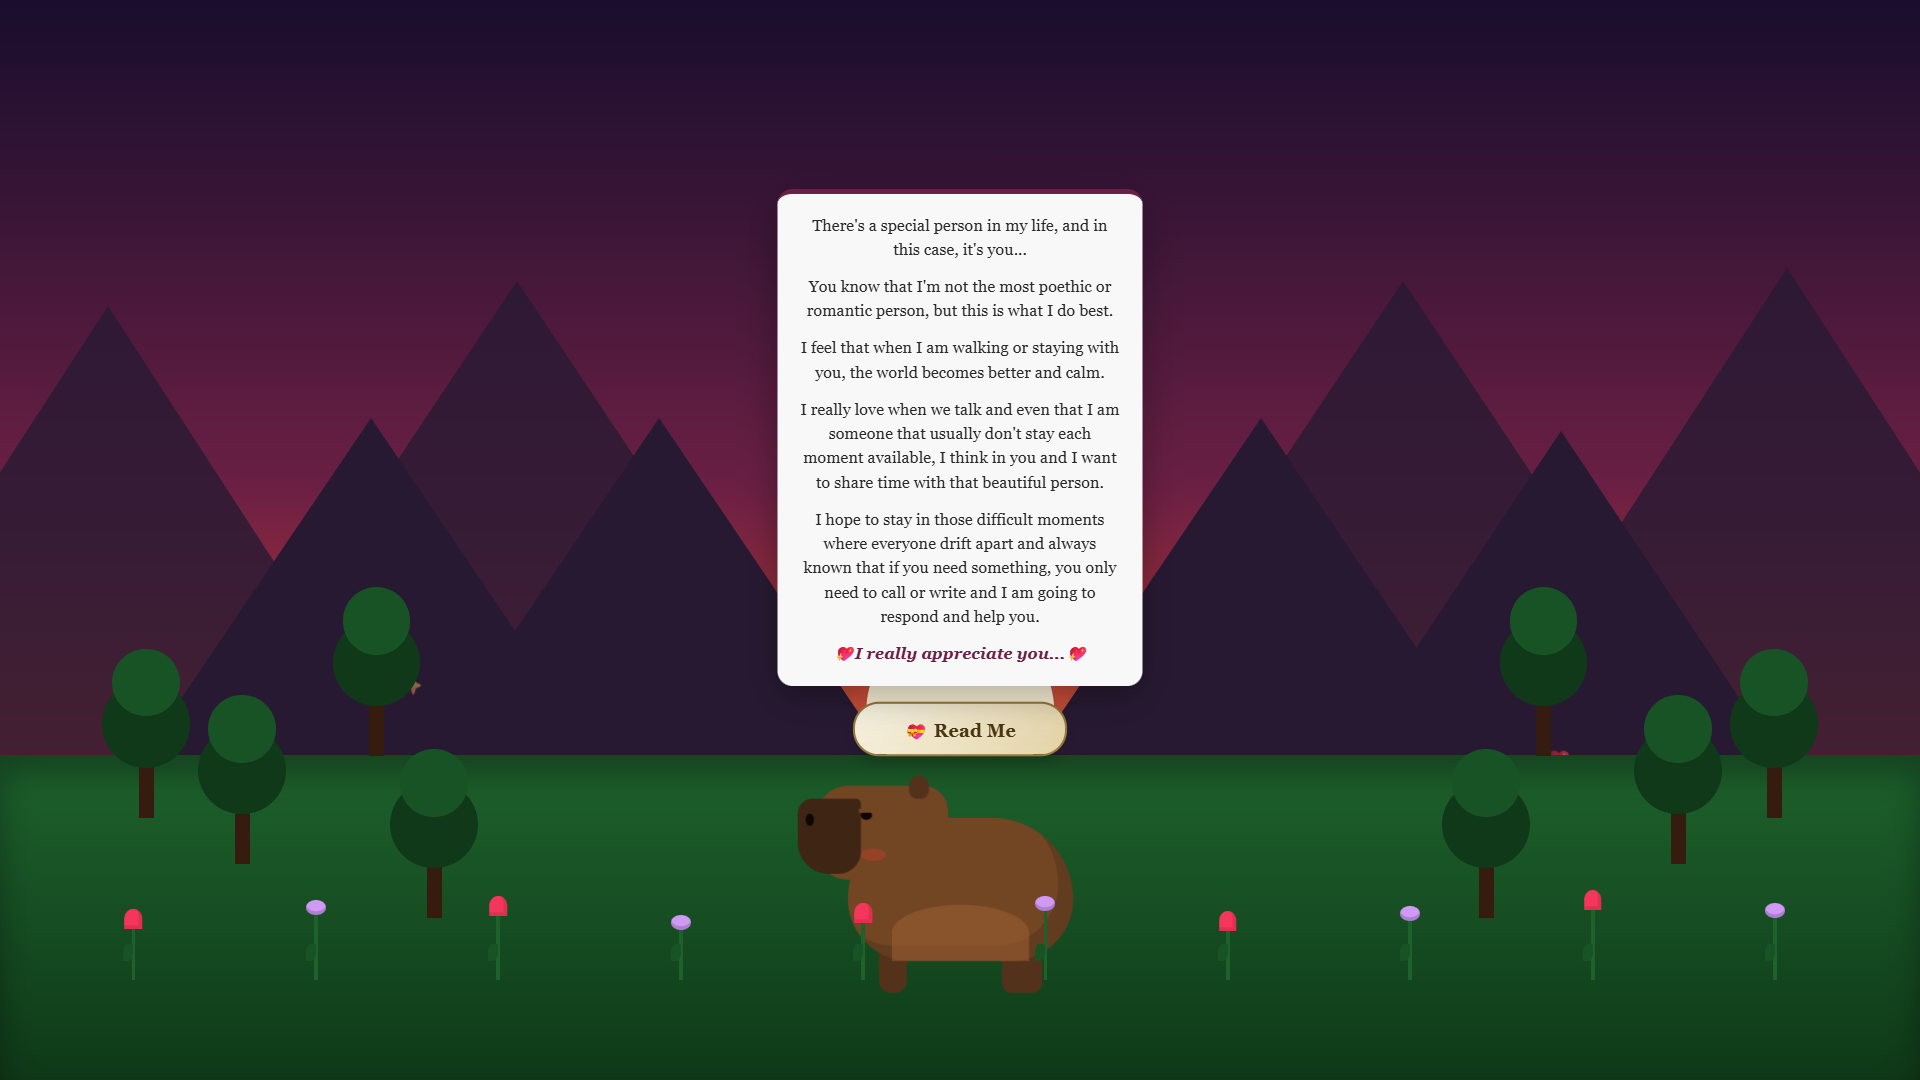 There's a special person in my life, and in
this case, it's you...
You know that I'm not the most poethic or
romantic person, but this is what I do best.
I feel that when I am walking or staying with
you, the world becomes better and calm.
I really love when we talk and even that I am
someone that usually don't stay each
moment available, I think in you and I want
to share time with that beautiful person.
I hope to stay in those difficult moments
where everyone drift apart and always
known that if you need something, you only
need to call or write and I am going to
respond and help you.
💖I really appreciate you...💖
💝 Read Me